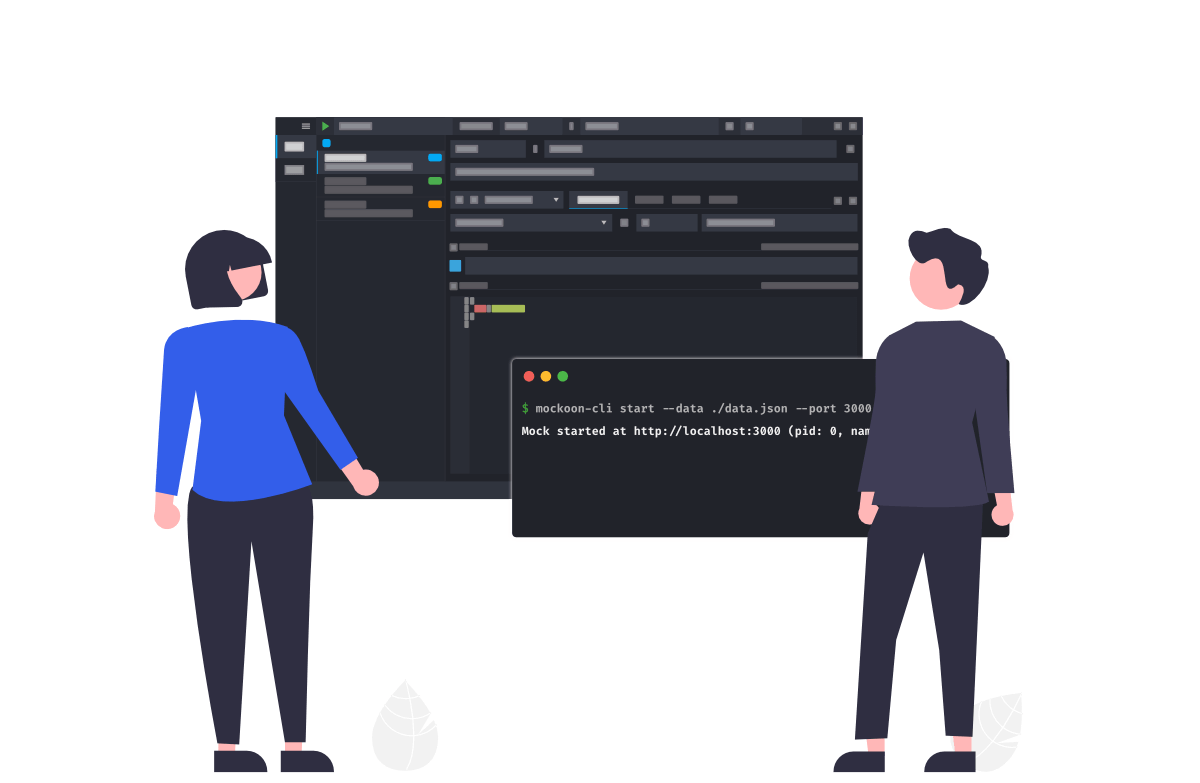 $ mockoon-cli start --data ./data.json --port 3000
Mock started at http://localhost:3000 (pid: 0, nam